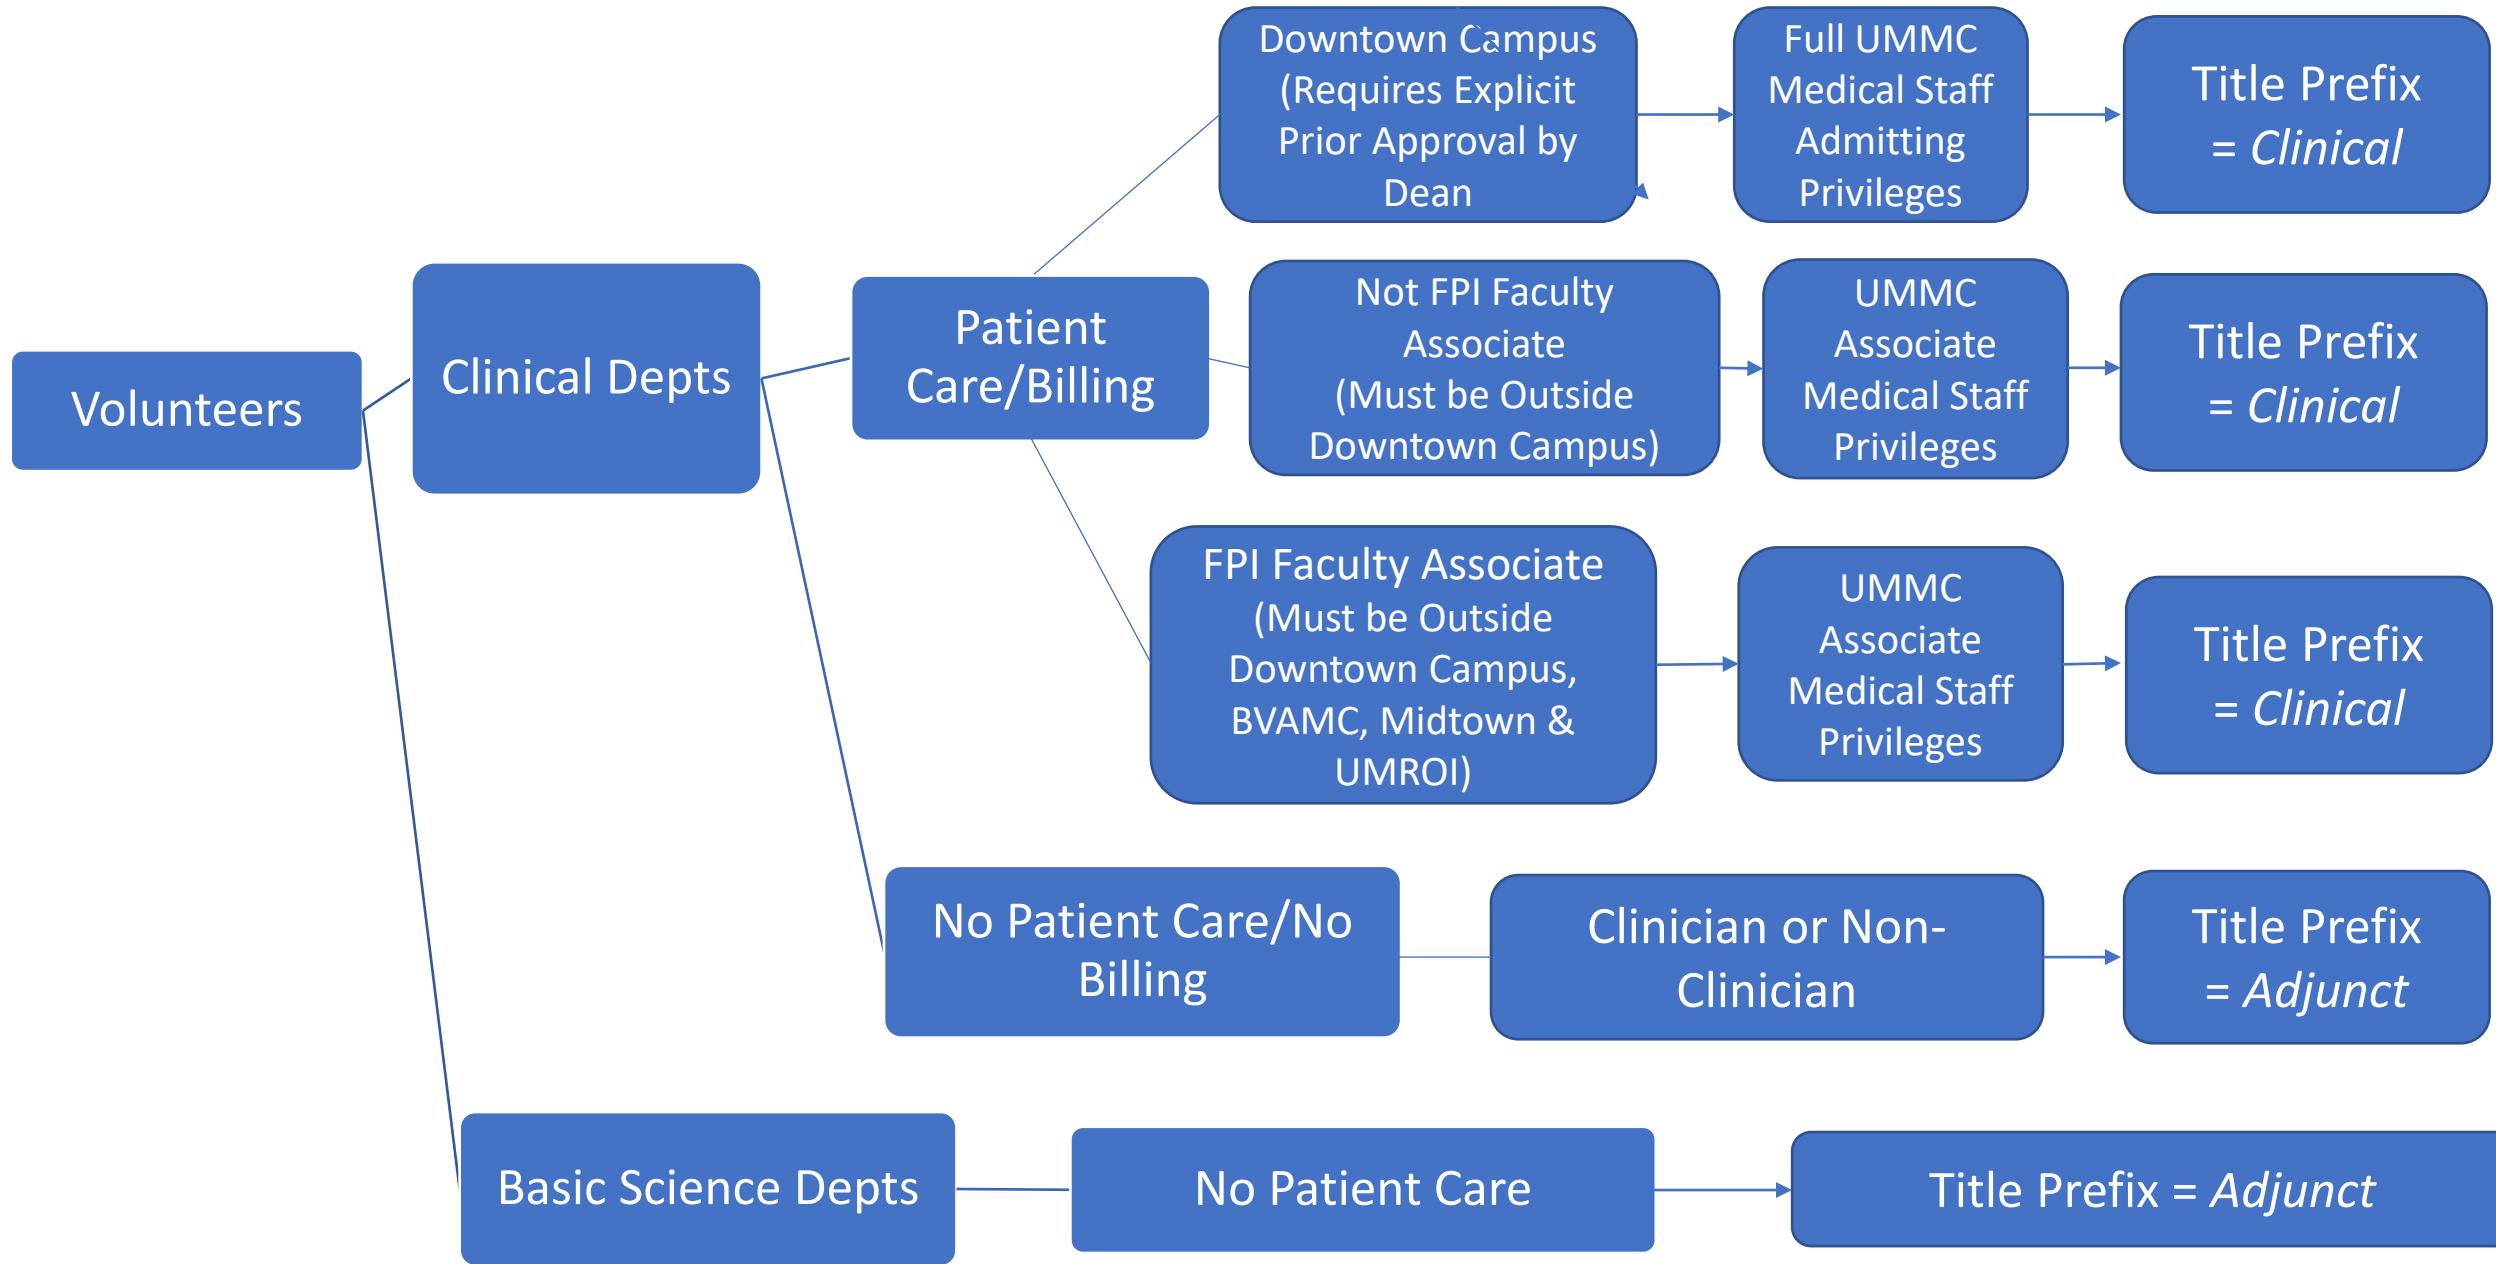 Volunteers
Clinical Depts
Patient
Care/Billing
Downtown Campus
(Requires Explicit
Prior Approval by
Dean
Full UMMC
Medical Staff
Admitting
Privileges
Title Prefix
= Clinical
Not FPI Faculty
Associate
(Must be Outside
Downtown Campus)
UMMC
Associate
Medical Staff
Privileges
Title Prefix
= Clinical
FPI Faculty Associate
(Must be Outside
Downtown Campus,
BVAMC, Midtown &
UMROI)
UMMC
Associate
Medical Staff
Privileges
Title Prefix
= Clinical
No Patient Care/No
Billing
Clinician or Non-
Clinician
Title Prefix
= Adjunct
Basic Science Depts
No Patient Care
Title Prefix = Adjunct